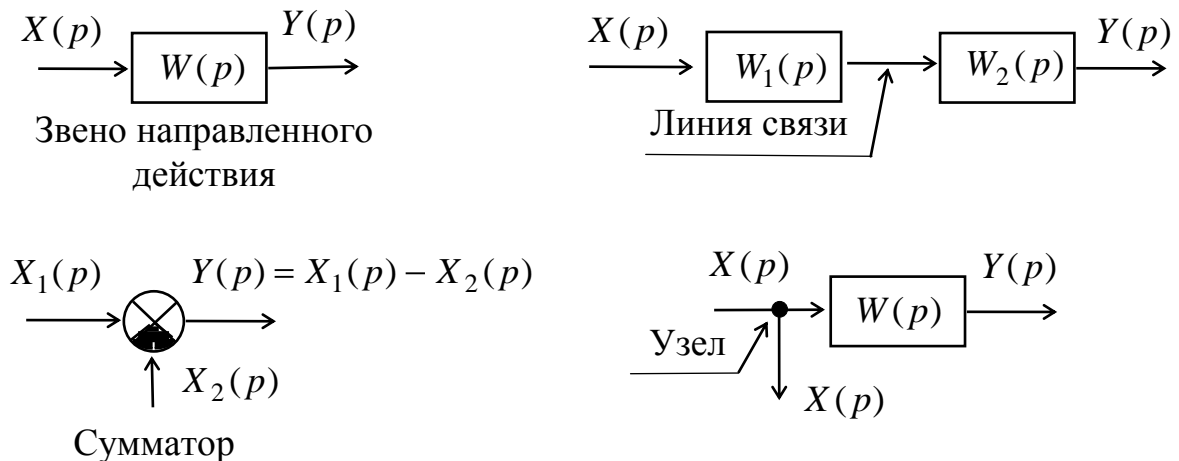 X(p)
Y(p)
W(p)
Звено направленного
действия
X(p)
W₁(p)
W₂(p)
Y(p)
Линия связи
X₁(p)
Y(p) = X₁(p) − X₂(p)
X₂(p)
Сумматор
X(p)
Y(p)
W(p)
Узел
X(p)